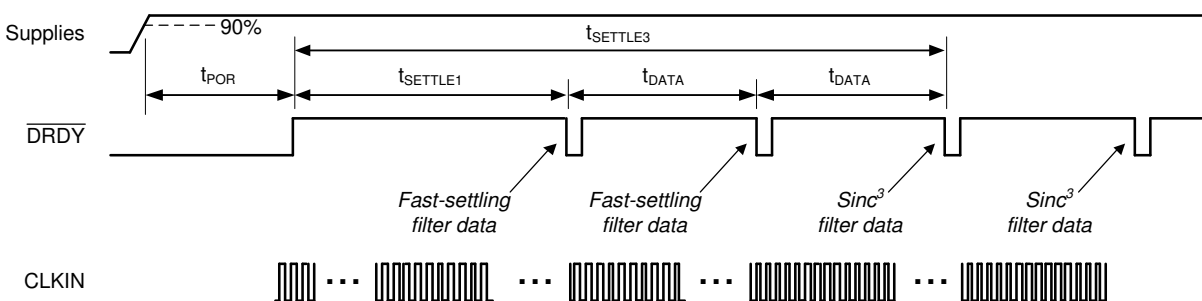 Supplies
90%
tSETTLE3
tPOR
tSETTLE1
tDATA
tDATA
DRDY
Fast-settling
filter data
Fast-settling
filter data
Sinc³
filter data
Sinc³
filter data
CLKIN